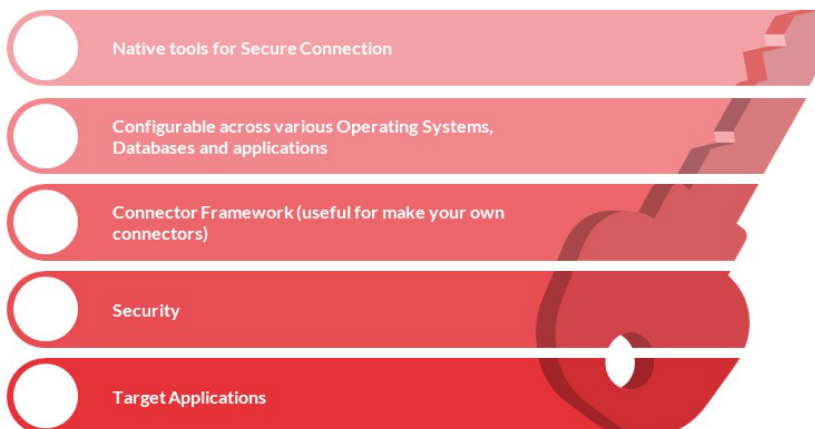 Native tools for Secure Connection
Configurable across various Operating Systems,
Databases and applications
Connector Framework (useful for make your own
connectors)
Security
Target Applications